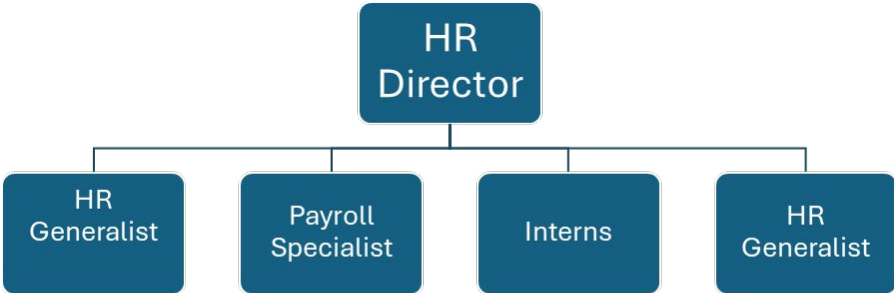 HR
Director
HR
Generalist
Payroll
Specialist
Interns
HR
Generalist